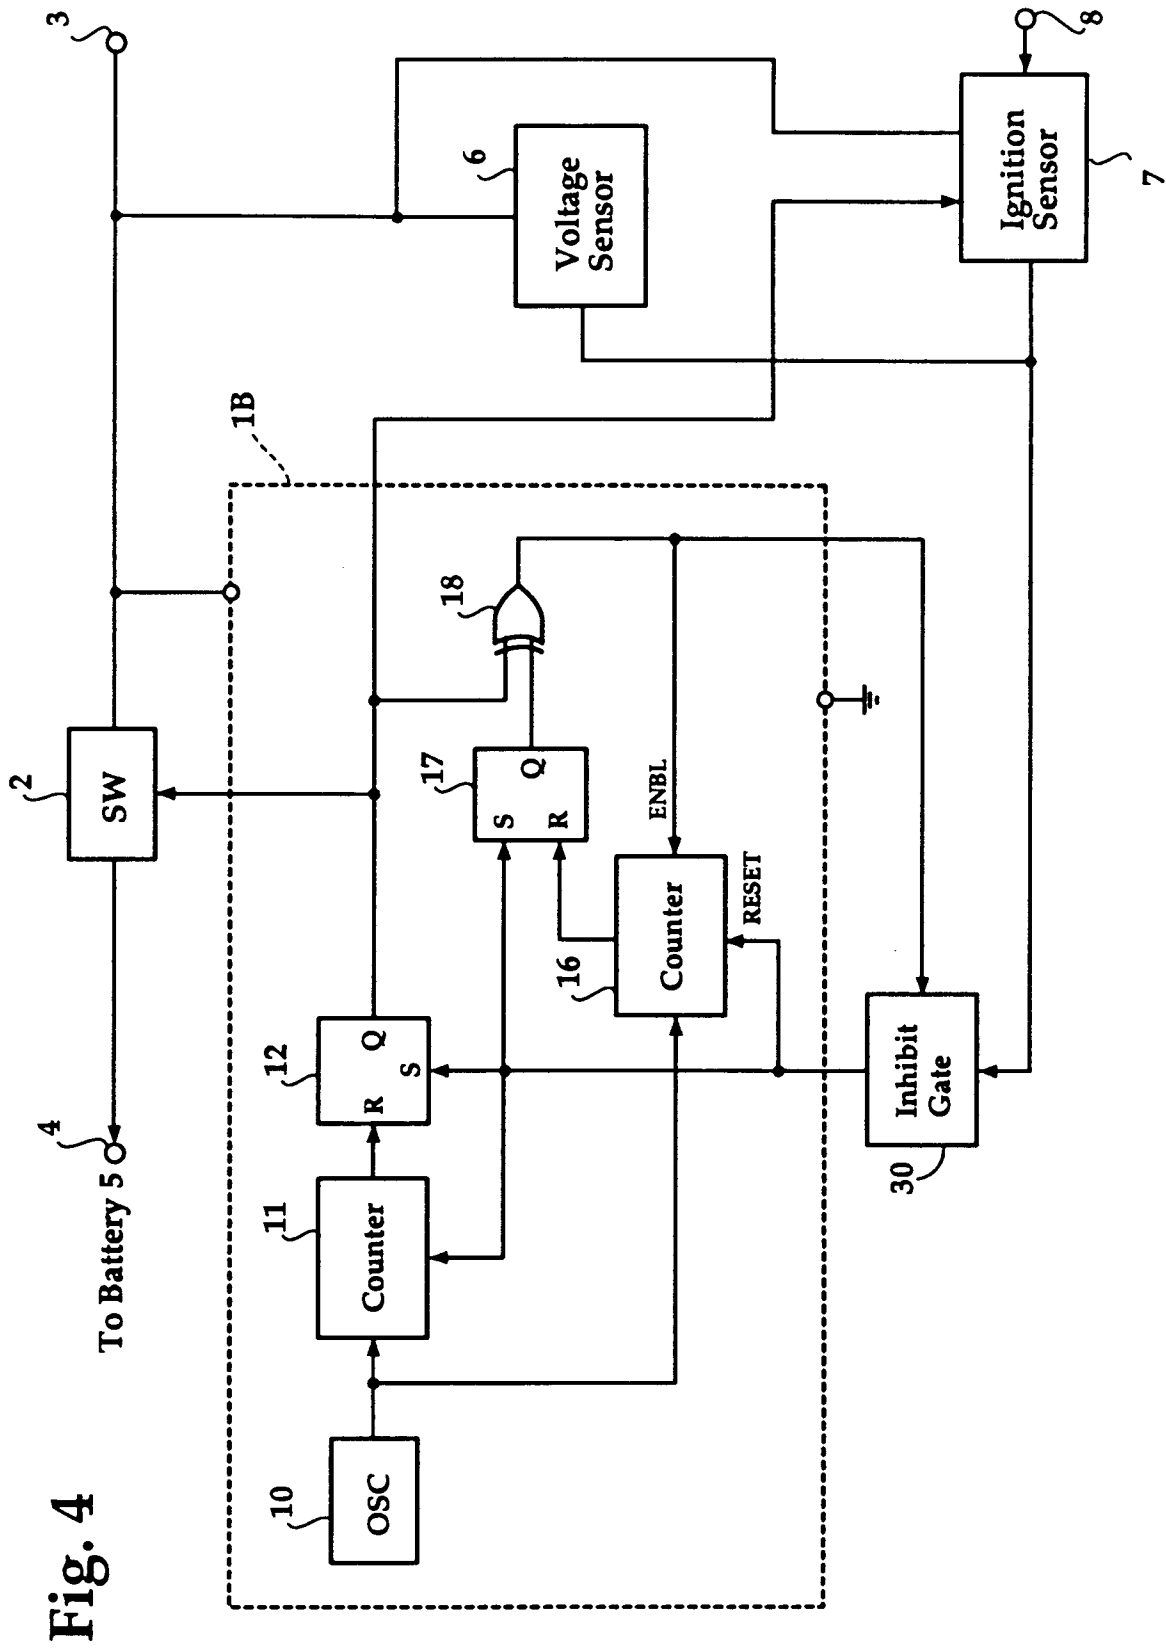 Fig. 4
To Battery 5
4
2
SW
3
10
OSC
11
Counter
12
R
Q
S
1B
16
Counter
ENBL
RESET
17
S
R
Q
18
6
Voltage
Sensor
30
Inhibit
Gate
Ignition
Sensor
7
8